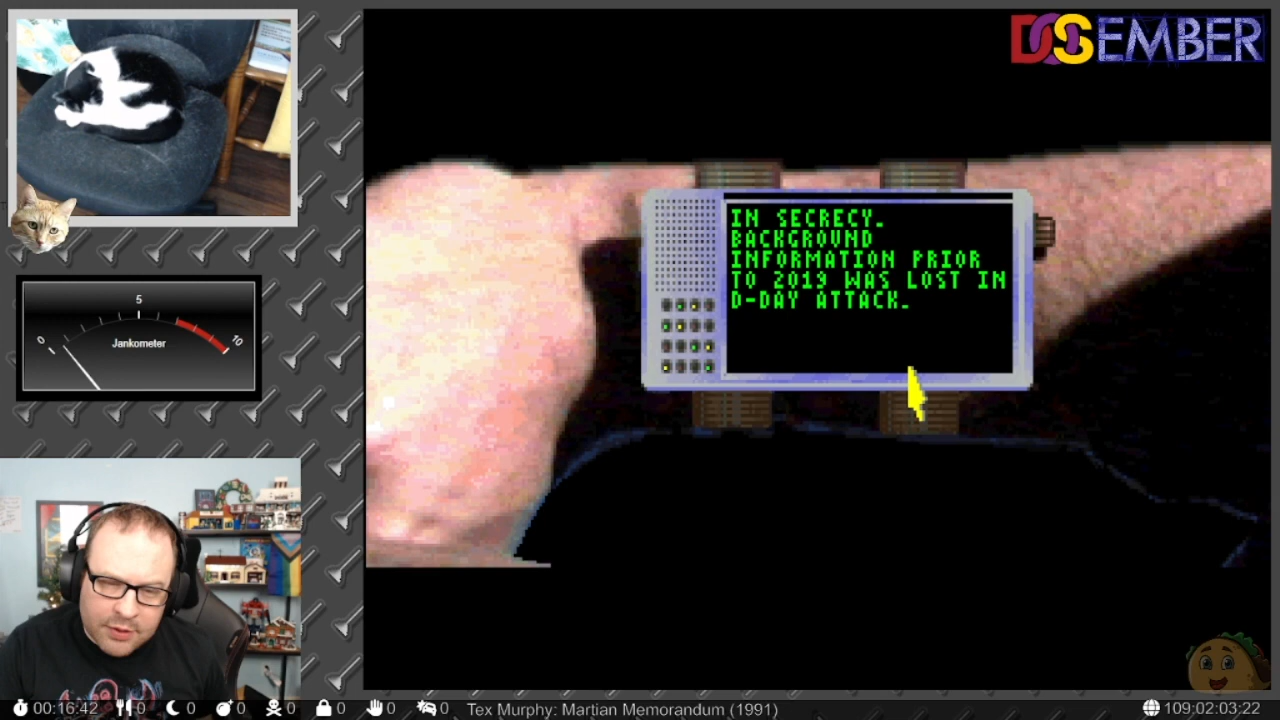 DOSEMBER
IN SECRECY.
BACKGROUND
INFORMATION PRIOR
TO 2019 WAS LOST IN
D-DAY ATTACK.
0
5
10
Jankometer
00:16:42
0
0
0
0
0
0
0
Tex Murphy: Martian Memorandum (1991)
109:02:03:22